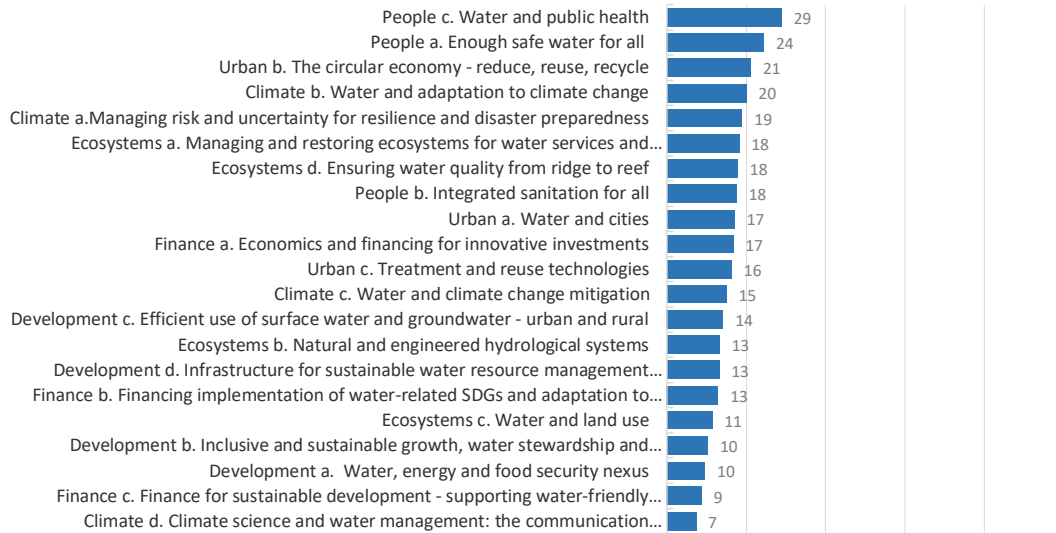 People c. Water and public health 29
People a. Enough safe water for all 24
Urban b. The circular economy - reduce, reuse, recycle 21
Climate b. Water and adaptation to climate change 20
Climate a.Managing risk and uncertainty for resilience and disaster preparedness 19
Ecosystems a. Managing and restoring ecosystems for water services and... 18
Ecosystems d. Ensuring water quality from ridge to reef 18
People b. Integrated sanitation for all 18
Urban a. Water and cities 17
Finance a. Economics and financing for innovative investments 17
Urban c. Treatment and reuse technologies 16
Climate c. Water and climate change mitigation 15
Development c. Efficient use of surface water and groundwater - urban and rural 14
Ecosystems b. Natural and engineered hydrological systems 13
Development d. Infrastructure for sustainable water resource management... 13
Finance b. Financing implementation of water-related SDGs and adaptation to... 13
Ecosystems c. Water and land use 11
Development b. Inclusive and sustainable growth, water stewardship and... 10
Development a.  Water, energy and food security nexus 10
Finance c. Finance for sustainable development - supporting water-friendly... 9
Climate d. Climate science and water management: the communication... 7